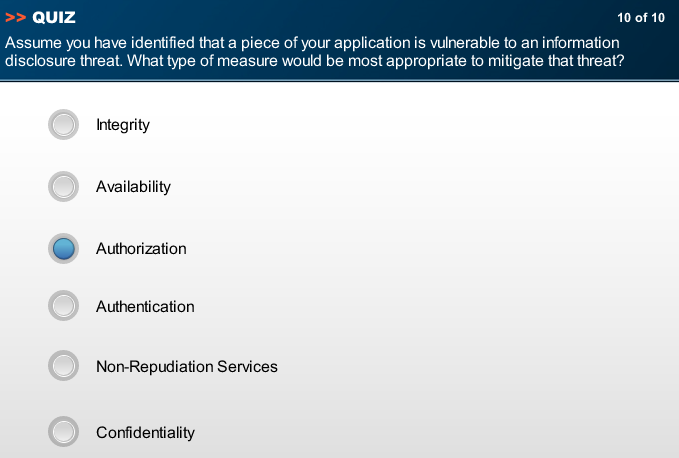 >> QUIZ
10 of 10
Assume you have identified that a piece of your application is vulnerable to an information
disclosure threat. What type of measure would be most appropriate to mitigate that threat?
Integrity
Availability
Authorization
Authentication
Non-Repudiation Services
Confidentiality